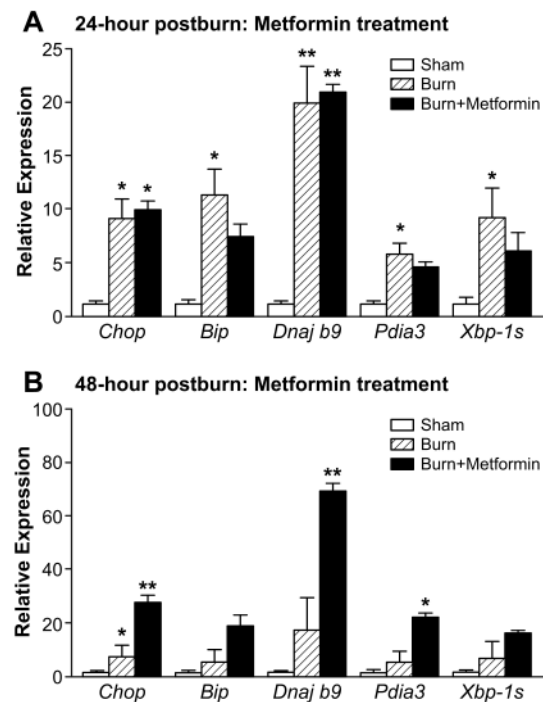 A 24-hour postburn: Metformin treatment
25
20
15
10
5
0
Relative Expression
Sham
Burn
Burn+Metformin
* * * ** ** * *
Chop Bip Dnaj b9 Pdia3 Xbp-1s
B 48-hour postburn: Metformin treatment
100
80
60
40
20
0
Relative Expression
Sham
Burn
Burn+Metformin
* ** ** *
Chop Bip Dnaj b9 Pdia3 Xbp-1s